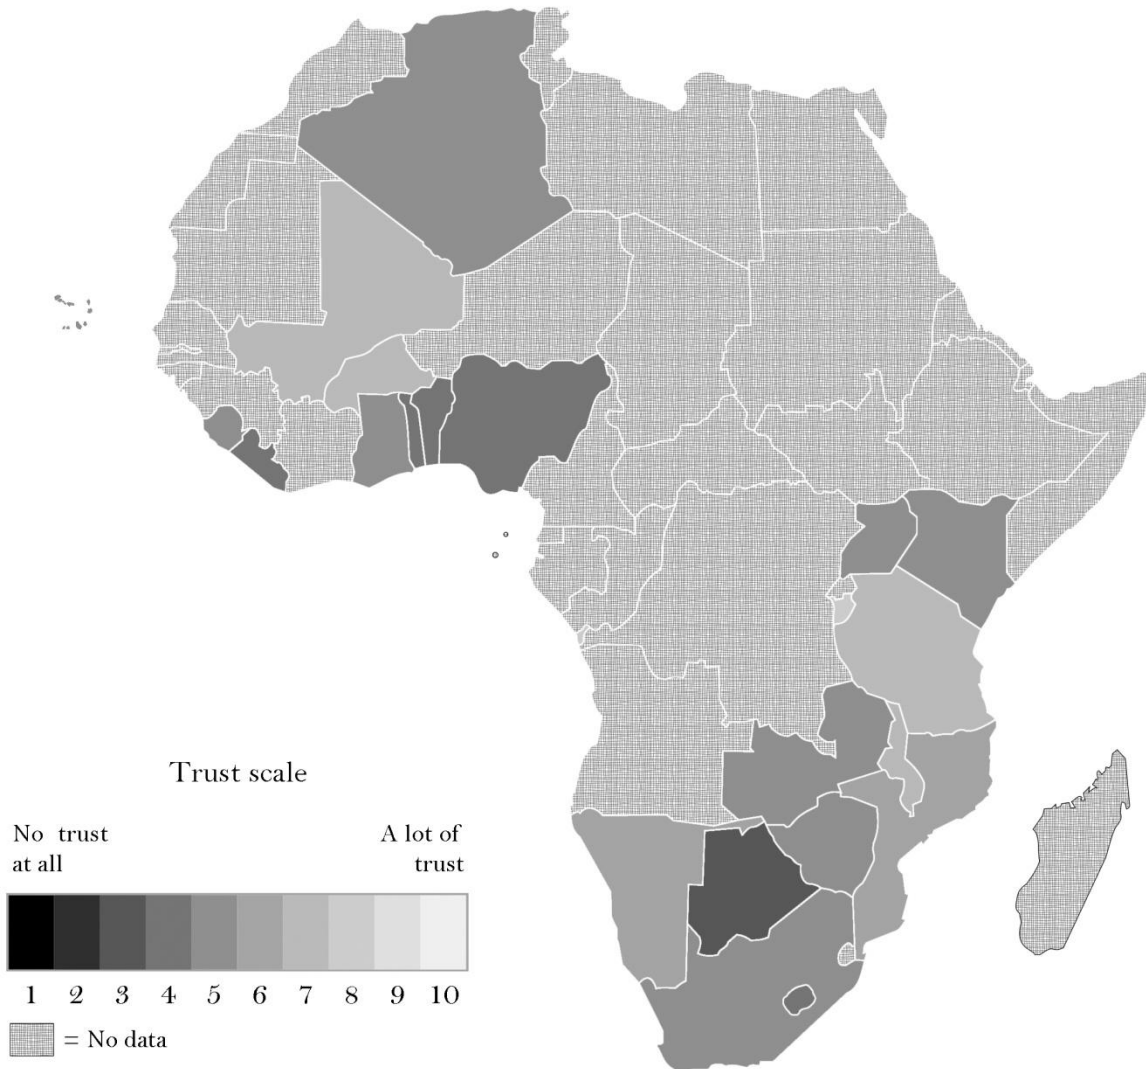 Trust scale
No trust
at all
A lot of
trust
1 2 3 4 5 6 7 8 9 10
= No data